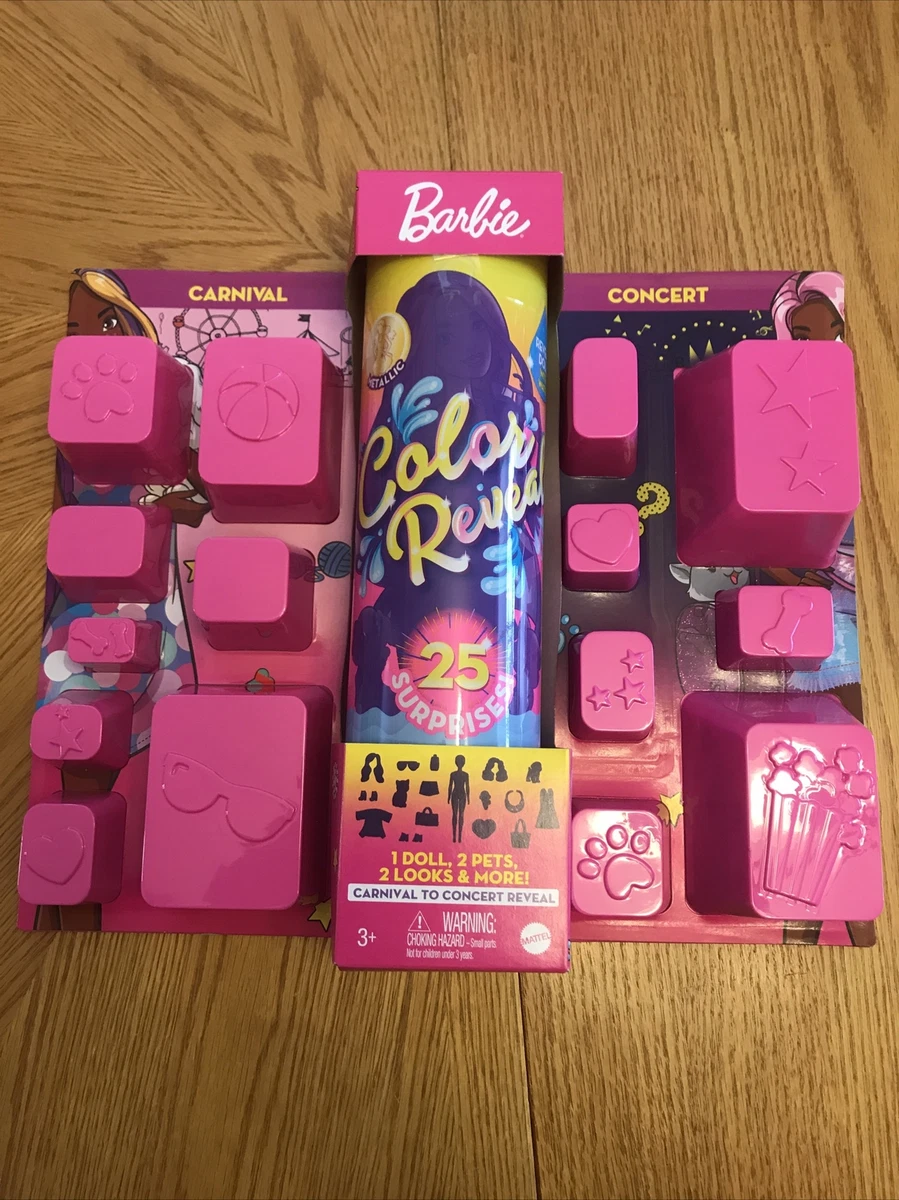 Barbie
CARNIVAL
CONCERT
METALLIC
Color
Reveal
25
SURPRISES!
1 DOLL, 2 PETS,
2 LOOKS & MORE!
CARNIVAL TO CONCERT REVEAL
3+
WARNING:
CHOKING HAZARD – Small parts
Not for children under 3 years.
MATTEL